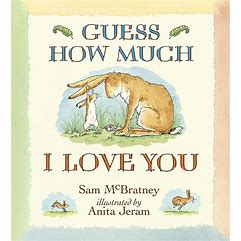 GUESS
HOW MUCH
I LOVE YOU
Sam McBratney
illustrated by
Anita Jeram